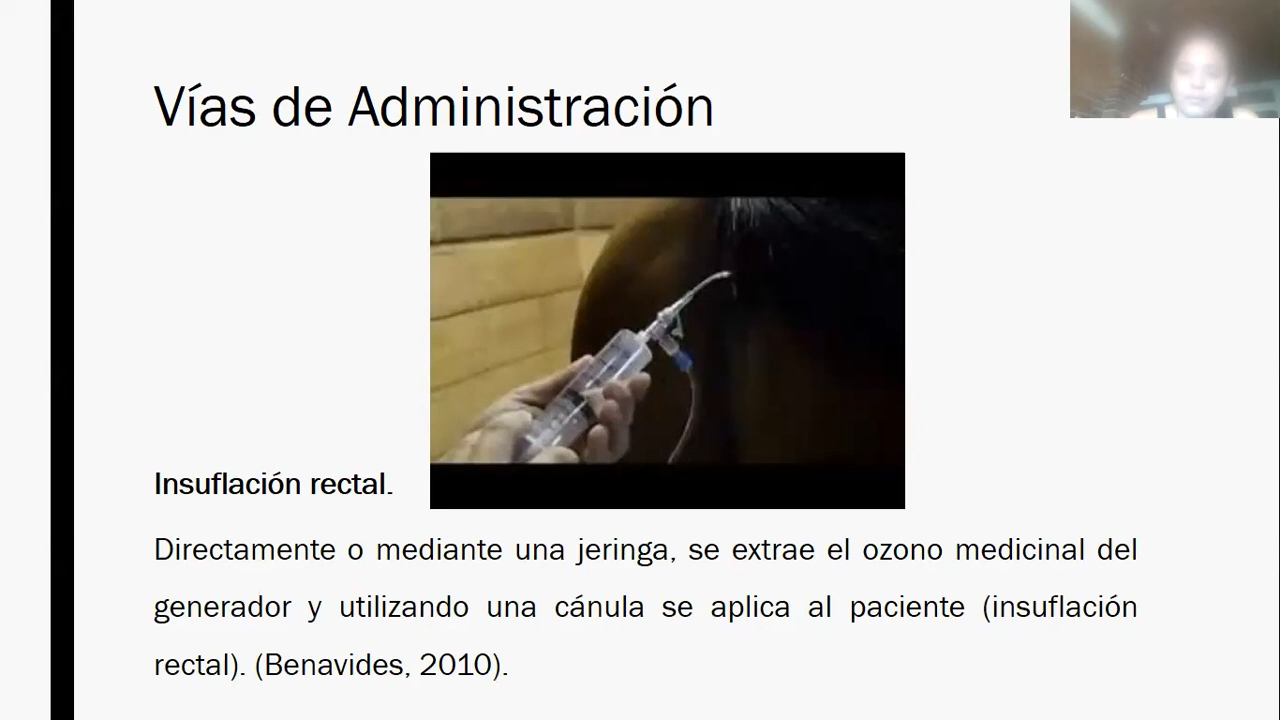 Vías de Administración
Insuflación rectal.
Directamente o mediante una jeringa, se extrae el ozono medicinal del
generador y utilizando una cánula se aplica al paciente (insuflación
rectal). (Benavides, 2010).